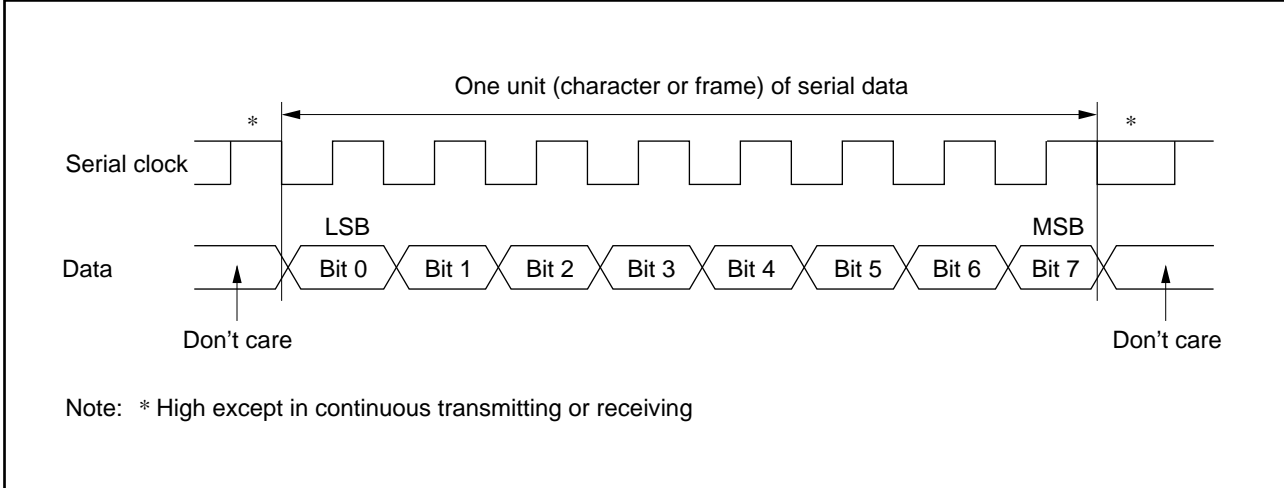 One unit (character or frame) of serial data
* *
Serial clock
LSB MSB
Data Bit 0 Bit 1 Bit 2 Bit 3 Bit 4 Bit 5 Bit 6 Bit 7
Don’t care Don’t care
Note: * High except in continuous transmitting or receiving